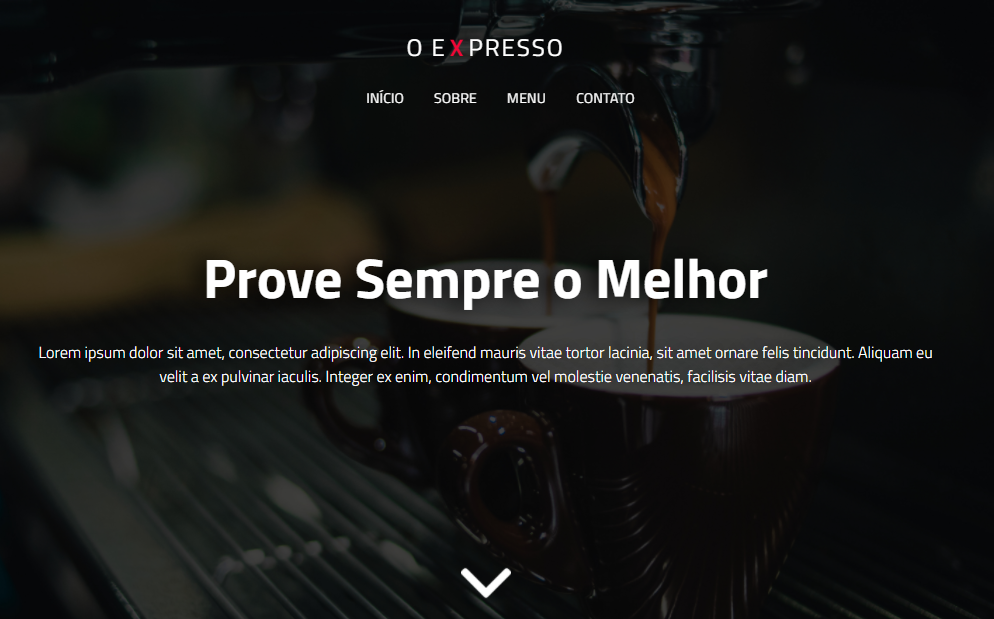 O EXPRESSO
INÍCIO SOBRE MENU CONTATO
Prove Sempre o Melhor
Lorem ipsum dolor sit amet, consectetur adipiscing elit. In eleifend mauris vitae tortor lacinia, sit amet ornare felis tincidunt. Aliquam eu
velit a ex pulvinar iaculis. Integer ex enim, condimentum vel molestie venenatis, facilisis vitae diam.